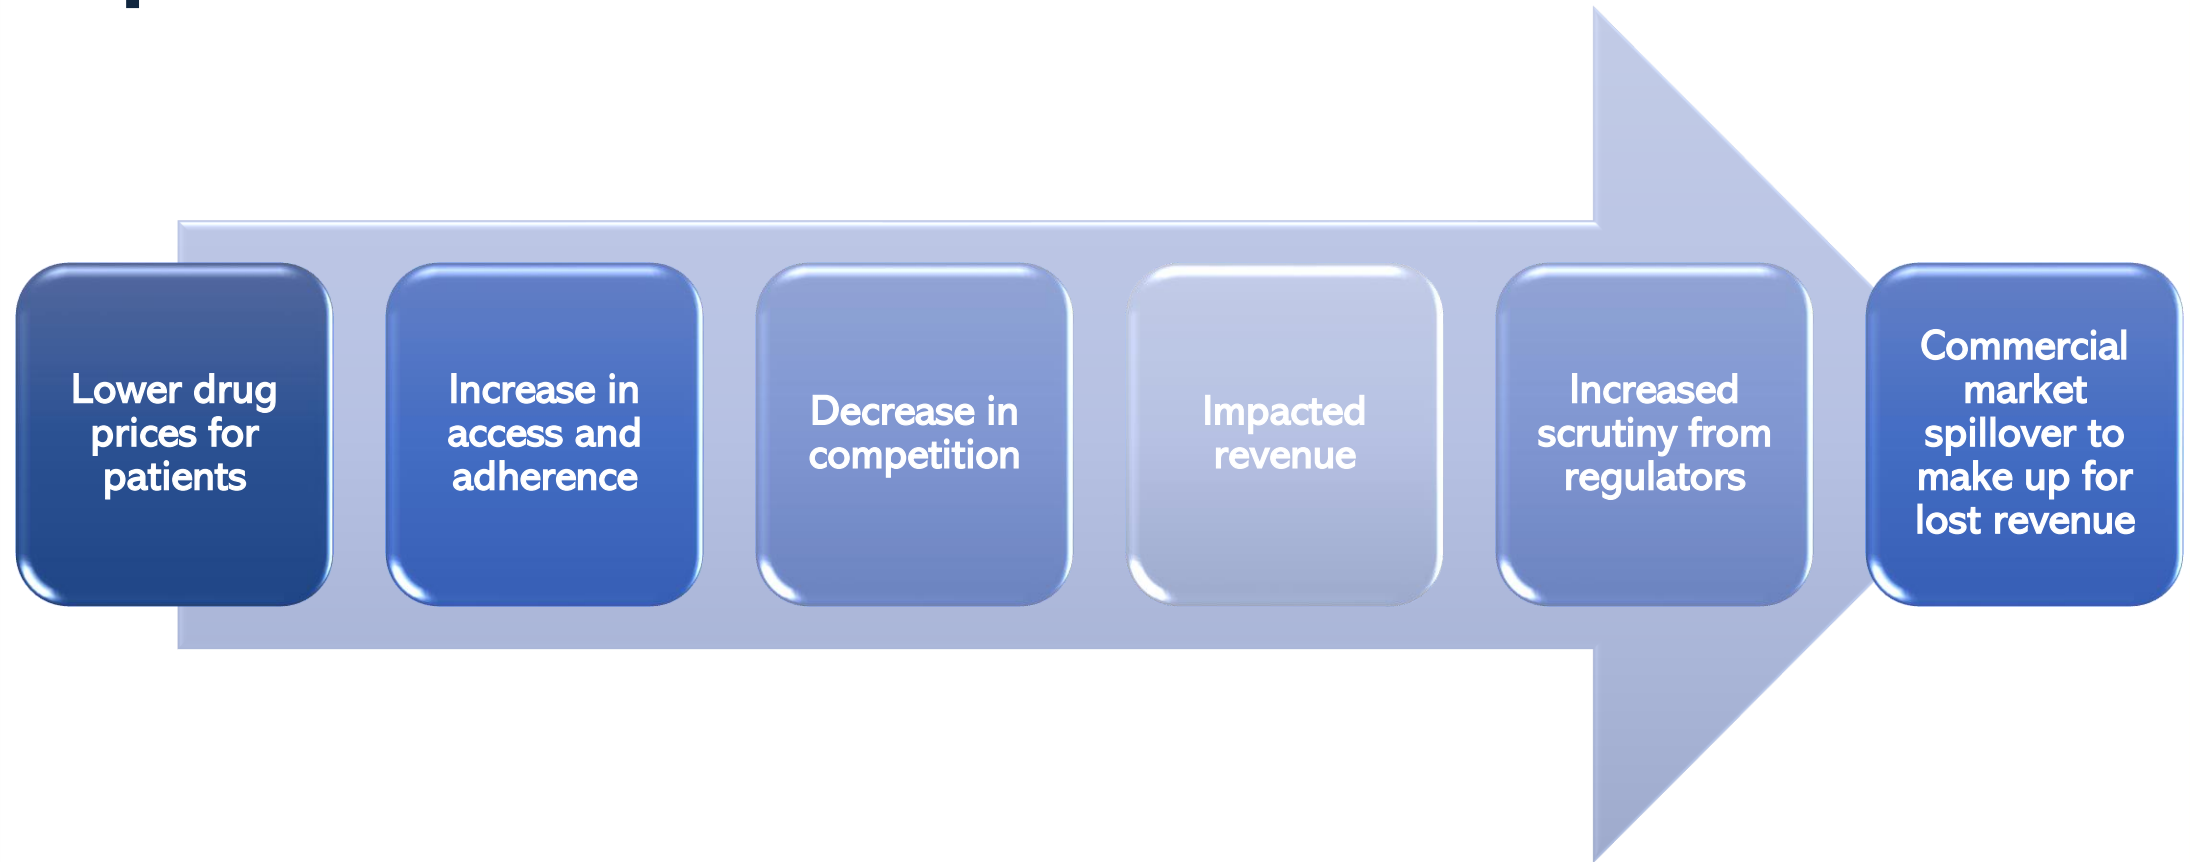 Lower drug
prices for
patients
Increase in
access and
adherence
Decrease in
competition
Impacted
revenue
Increased
scrutiny from
regulators
Commercial
market
spillover to
make up for
lost revenue